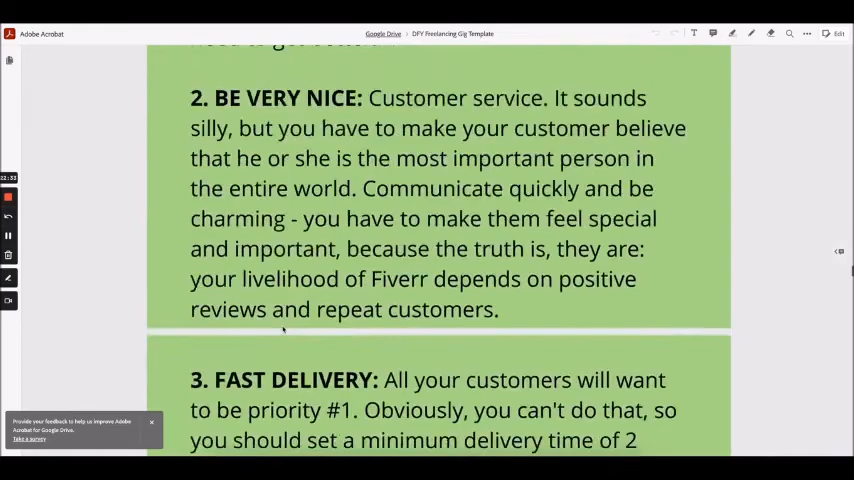 Adobe Acrobat
Google Drive > DFY Freelancing Gig Template
Edit
2. BE VERY NICE: Customer service. It sounds
silly, but you have to make your customer believe
that he or she is the most important person in
the entire world. Communicate quickly and be
charming - you have to make them feel special
and important, because the truth is, they are:
your livelihood of Fiverr depends on positive
reviews and repeat customers.
22:33
3. FAST DELIVERY: All your customers will want
to be priority #1. Obviously, you can't do that, so
you should set a minimum delivery time of 2
Provide your feedback to help us improve Adobe
Acrobat for Google Drive.
Take a survey